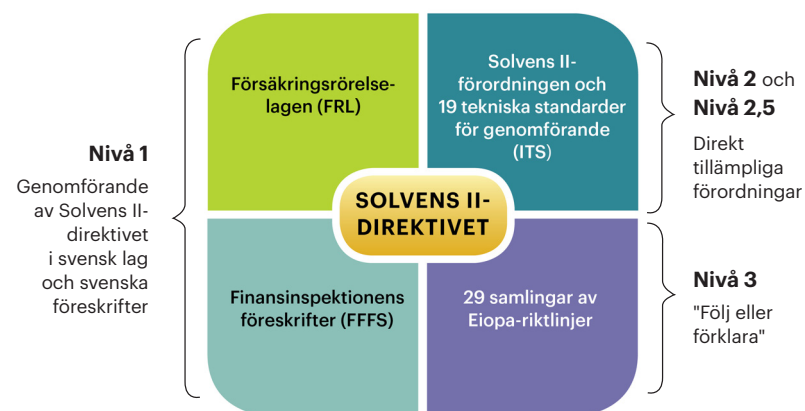 Nivå 1
Genomförande
av Solvens II-
direktivet
i svensk lag
och svenska
föreskrifter
Försäkringsrörelse-
lagen (FRL)
Solvens II-
förordningen och
19 tekniska standarder
för genomförande
(ITS)
SOLVENS II-
DIREKTIVET
Finansinspektionens
föreskrifter (FFFS)
29 samlingar av
Eiopa-riktlinjer
Nivå 2 och
Nivå 2,5
Direkt
tillämpliga
förordningar
Nivå 3
"Följ eller
förklara"